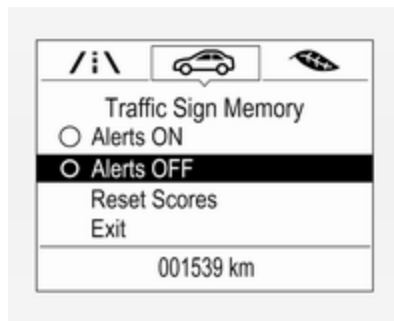 Traffic Sign Memory
Alerts ON
Alerts OFF
Reset Scores
Exit
001539 km